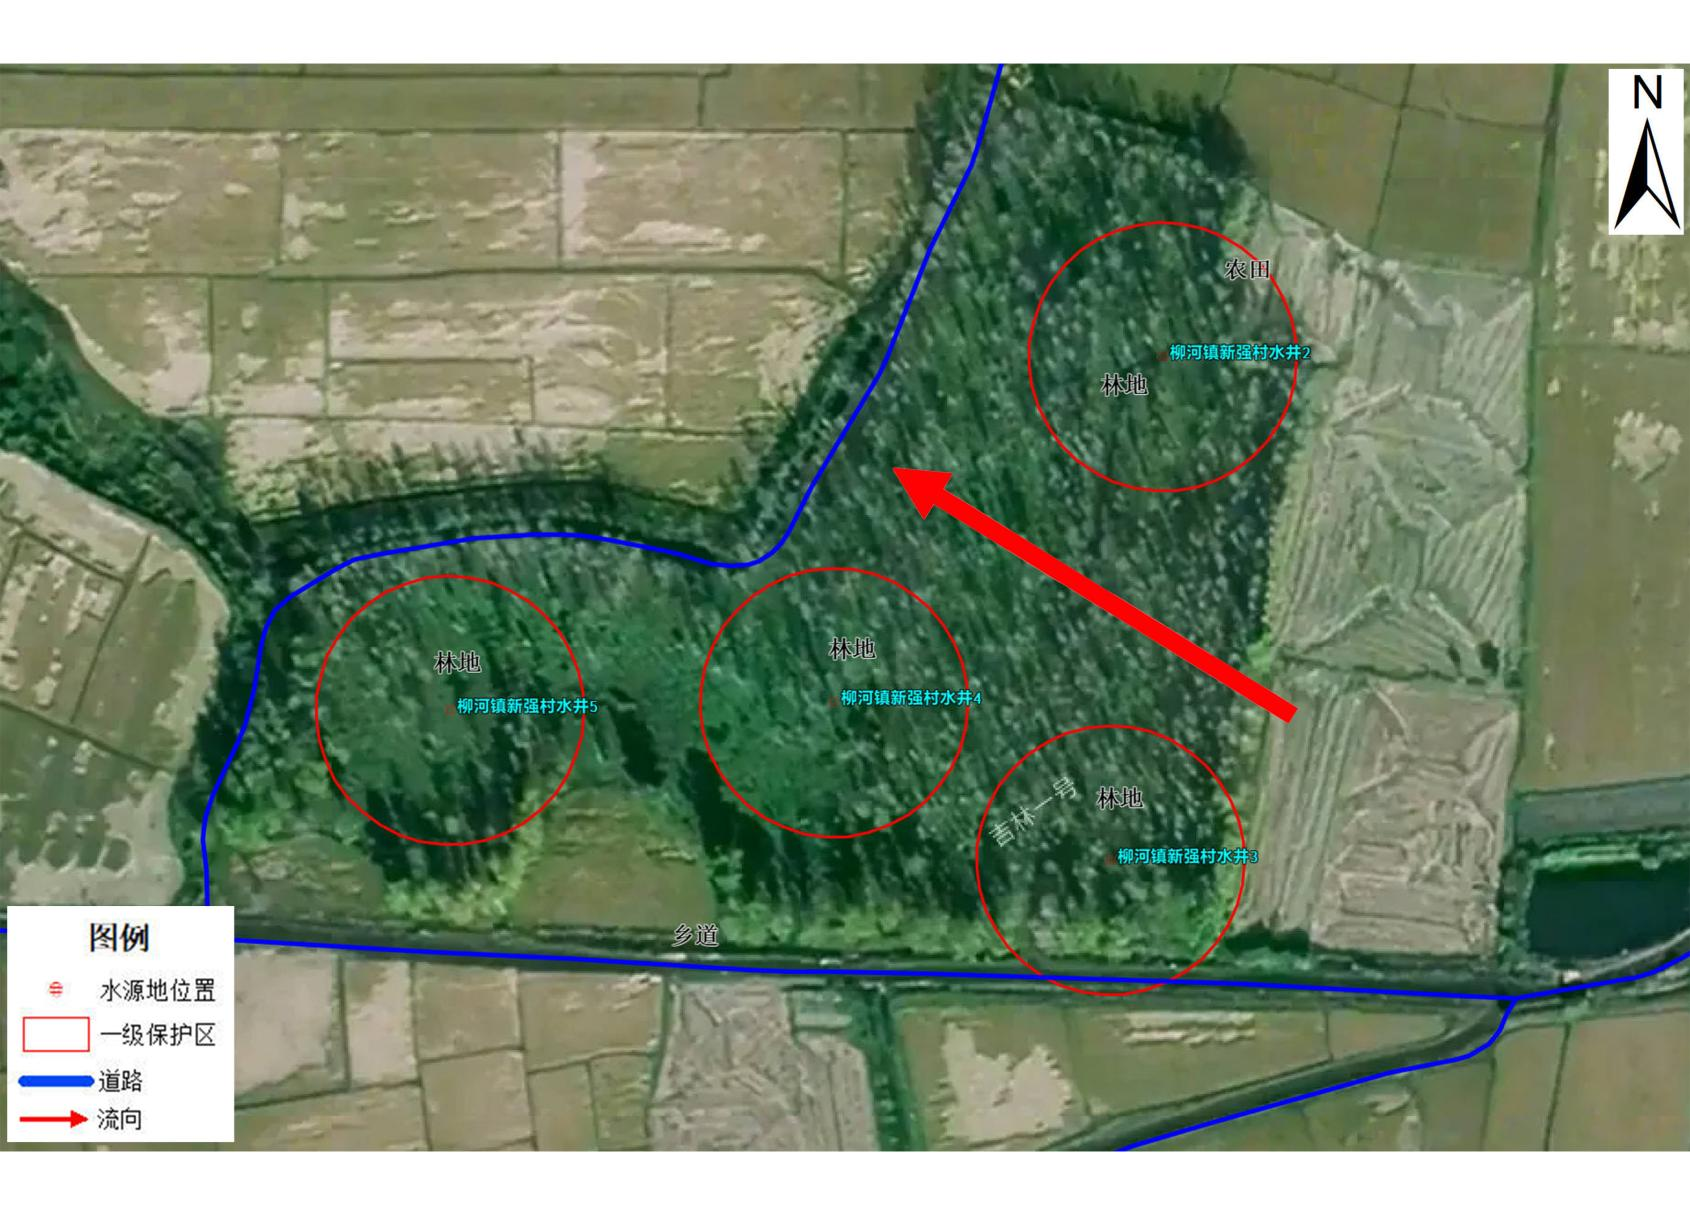 N
农田
柳河镇新强村水井2
林地
林地
柳河镇新强村水井4
林地
柳河镇新强村水井5
吉林一号
林地
柳河镇新强村水井3
乡道
图例
水源地位置
一级保护区
道路
流向